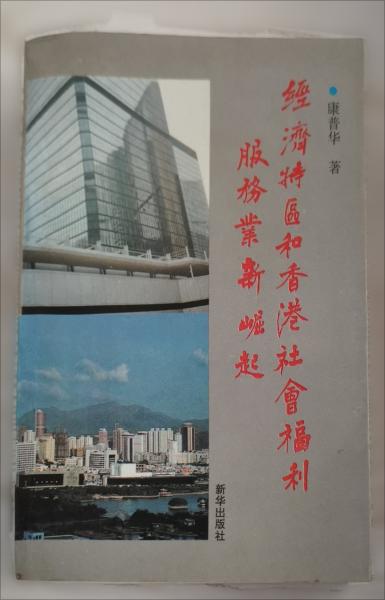 康普华 著
經濟特區和香港社會福利
服務業新崛起
新华出版社